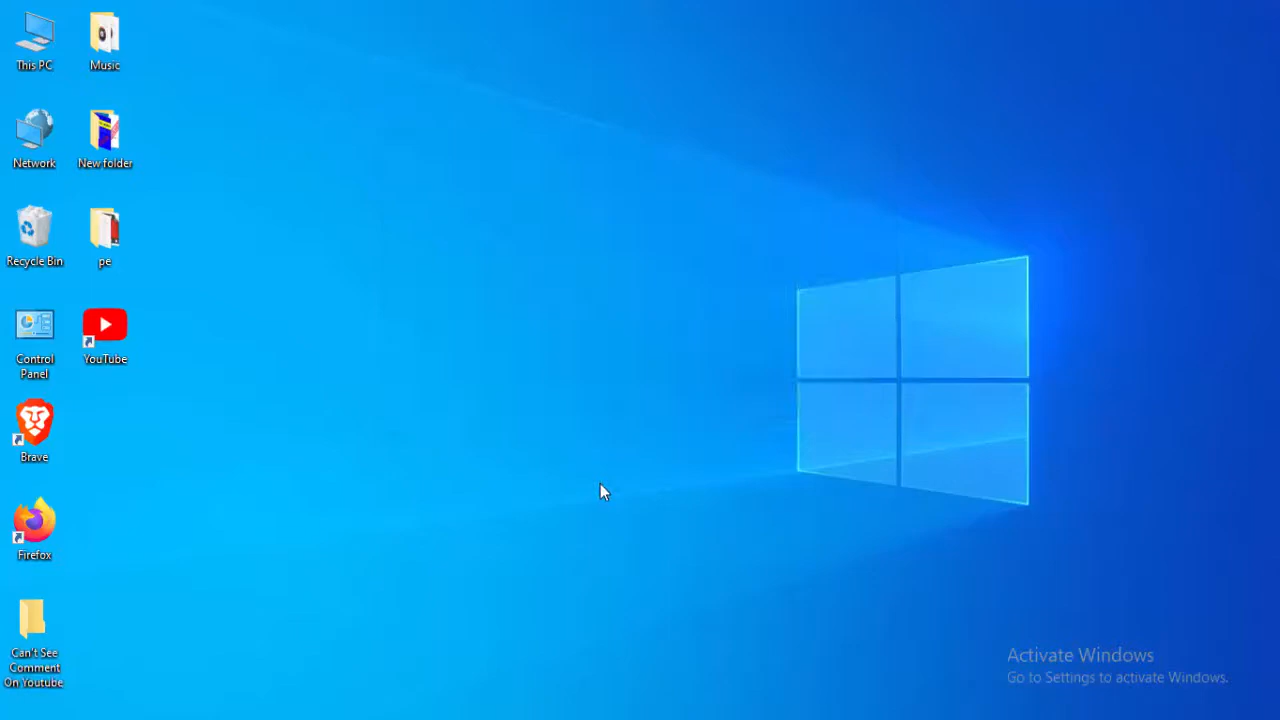 This PC
Music
Network
New folder
Recycle Bin
pe
Control
Panel
YouTube
Brave
Firefox
Can't See
Comment
On Youtube
Activate Windows
Go to Settings to activate Windows.